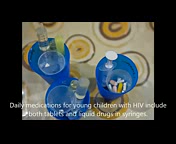 Daily medications for young children with HIV include
both tablets and liquid drugs in syringes.